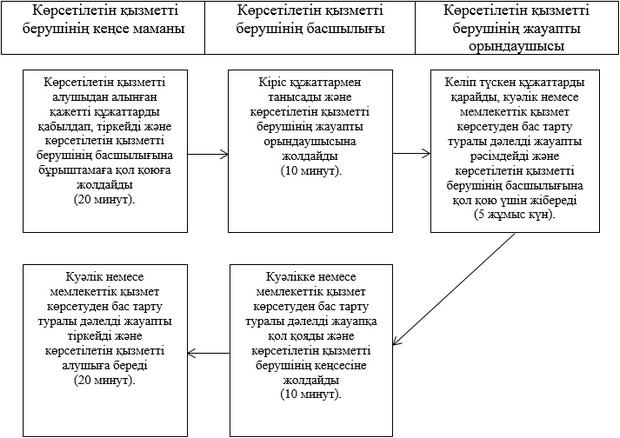 Көрсетілетін қызметті
берушінің кеңсе маманы
Көрсетілетін қызметті
берушінің басшылығы
Көрсетілетін қызметті
берушінің жауапты
орындаушысы
Көрсетілетін қызметті
алушыдан алынған
қажетті құжаттарды
қабылдап, тіркейді және
көрсетілетін қызметті
берушінің басшылығына
бұрыштамаға қол қоюға
жолдайды
(20 минут).
Кіріс құжаттармен
танысады және
көрсетілетін қызметті
берушінің жауапты
орындаушысына
жолдайды
(10 минут).
Келіп түскен құжаттарды
қарайды, куәлік немесе
мемлекеттік қызмет
көрсетуден бас тарту
туралы дәлелді жауапты
рәсімдейді және
көрсетілетін қызметті
берушінің басшылығына
қол қою үшін жібереді
(5 жұмыс күн).
Куәлік немесе
мемлекеттік қызмет
көрсетуден бас тарту
туралы дәлелді жауапты
тіркейді және
көрсетілетін қызметті
алушыға береді
(20 минут).
Куәлікке немесе
мемлекеттік қызмет
көрсетуден бас тарту
туралы дәлелді жауапқа
қол қояды және
көрсетілетін қызметті
берушінің кеңсесіне
жолдайды
(10 минут).